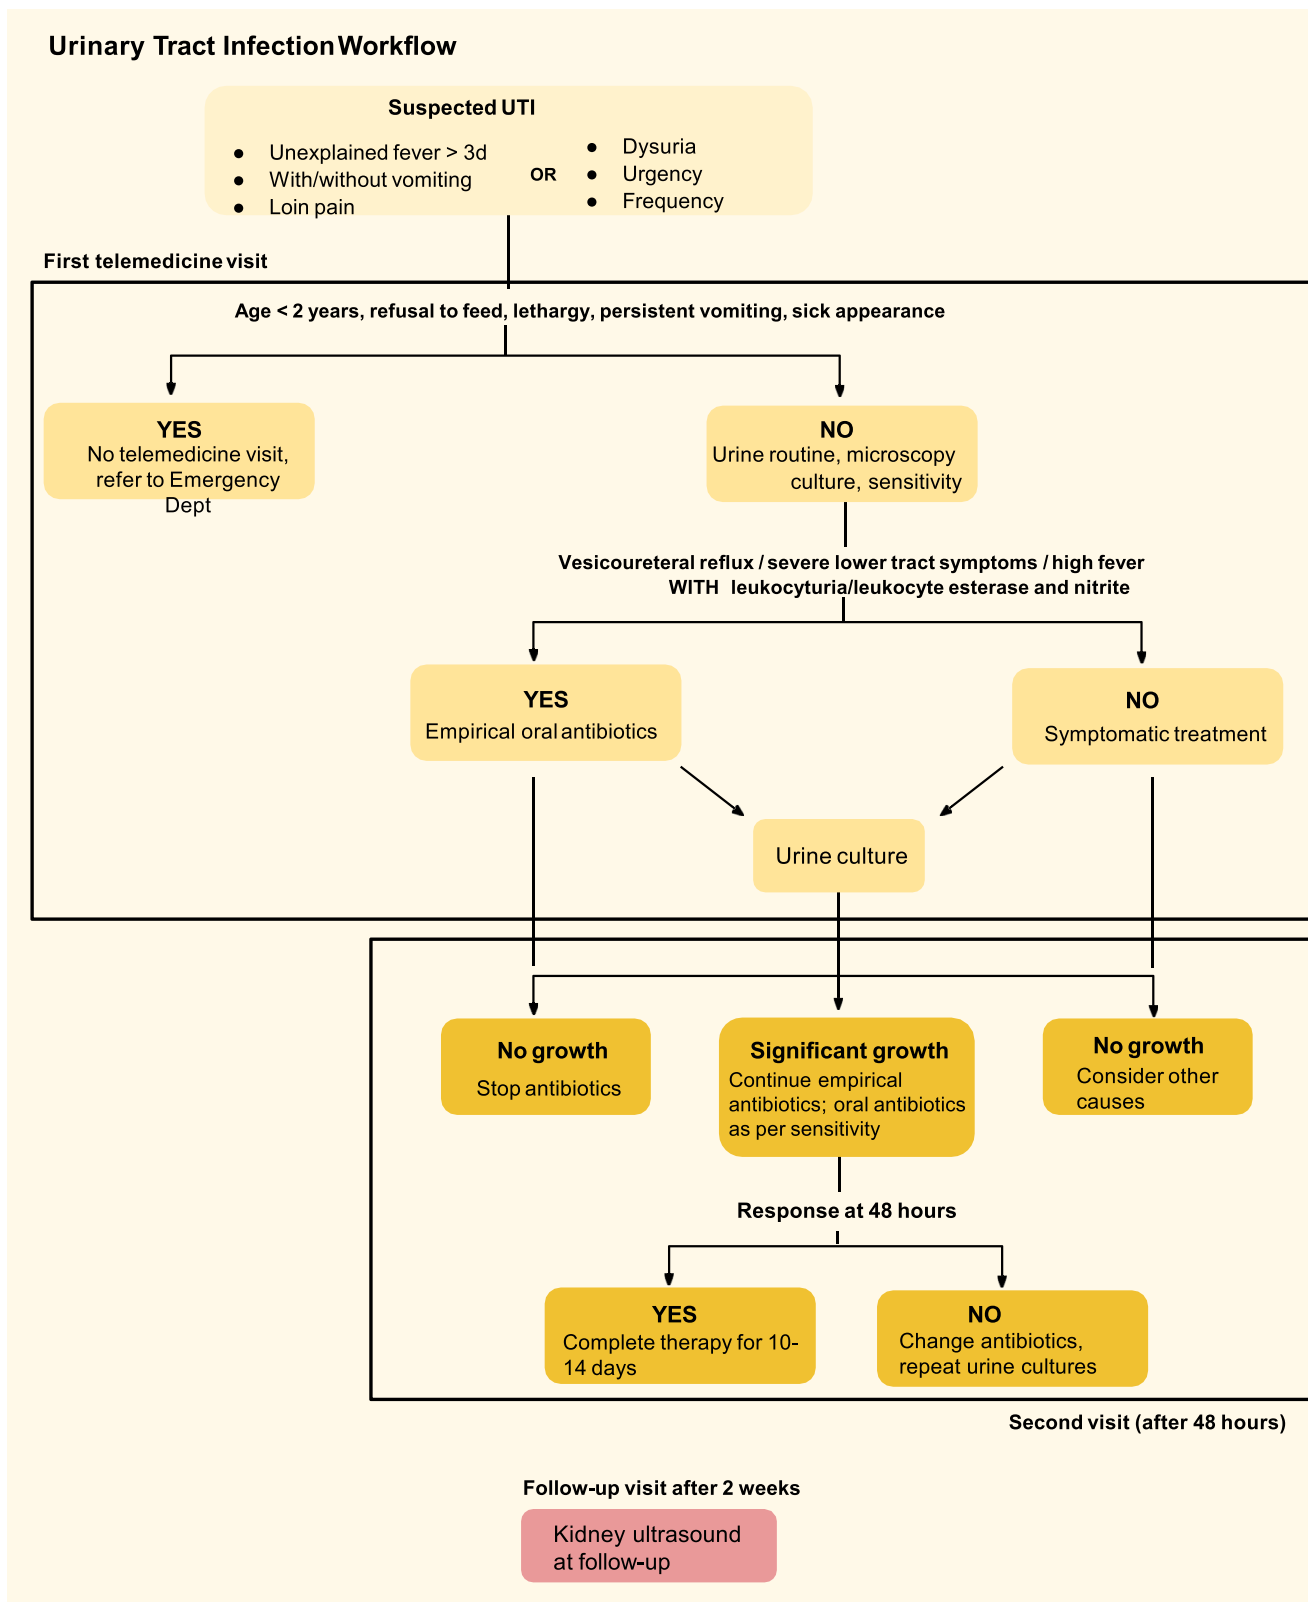 Urinary Tract Infection Workflow
Suspected UTI
● Unexplained fever > 3d
● With/without vomiting
● Loin pain
OR
● Dysuria
● Urgency
● Frequency
First telemedicine visit
Age < 2 years, refusal to feed, lethargy, persistent vomiting, sick appearance
YES
No telemedicine visit,
refer to Emergency
Dept
NO
Urine routine, microscopy
culture, sensitivity
Vesicoureteral reflux / severe lower tract symptoms / high fever
WITH leukocyturia/leukocyte esterase and nitrite
YES
Empirical oral antibiotics
NO
Symptomatic treatment
Urine culture
No growth
Stop antibiotics
Significant growth
Continue empirical
antibiotics; oral antibiotics
as per sensitivity
No growth
Consider other
causes
Response at 48 hours
YES
Complete therapy for 10-
14 days
NO
Change antibiotics,
repeat urine cultures
Second visit (after 48 hours)
Follow-up visit after 2 weeks
Kidney ultrasound
at follow-up